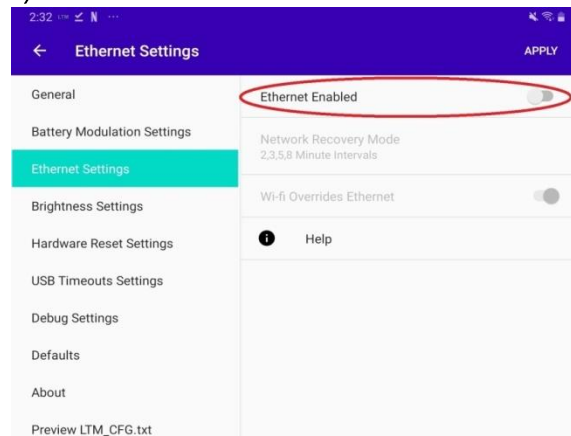 2:32 LTM N ...
Ethernet Settings
APPLY
General
Battery Modulation Settings
Ethernet Settings
Brightness Settings
Hardware Reset Settings
USB Timeouts Settings
Debug Settings
Defaults
About
Preview LTM_CFG.txt
Ethernet Enabled
Network Recovery Mode
2,3,5,8 Minute Intervals
Wi-fi Overrides Ethernet
Help